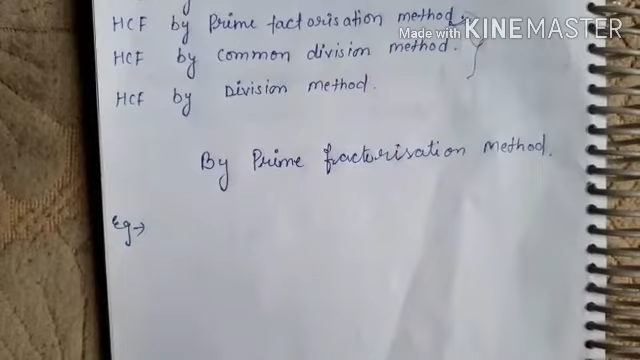 HCF by Prime factorisation method.
Made with KINEMASTER
HCF by common division method.
HCF by Division method.
By Prime factorisation Method.
Eg →